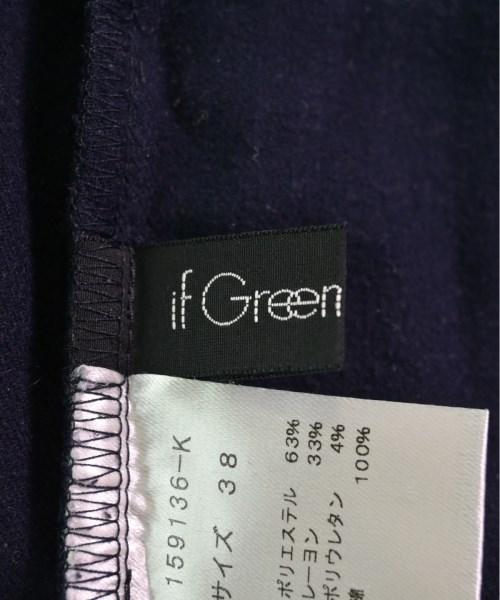 if Green
159136-K
サイズ 38
ポリエステル 63%
レーヨン 33%
ポリウレタン 4%
綿 100%